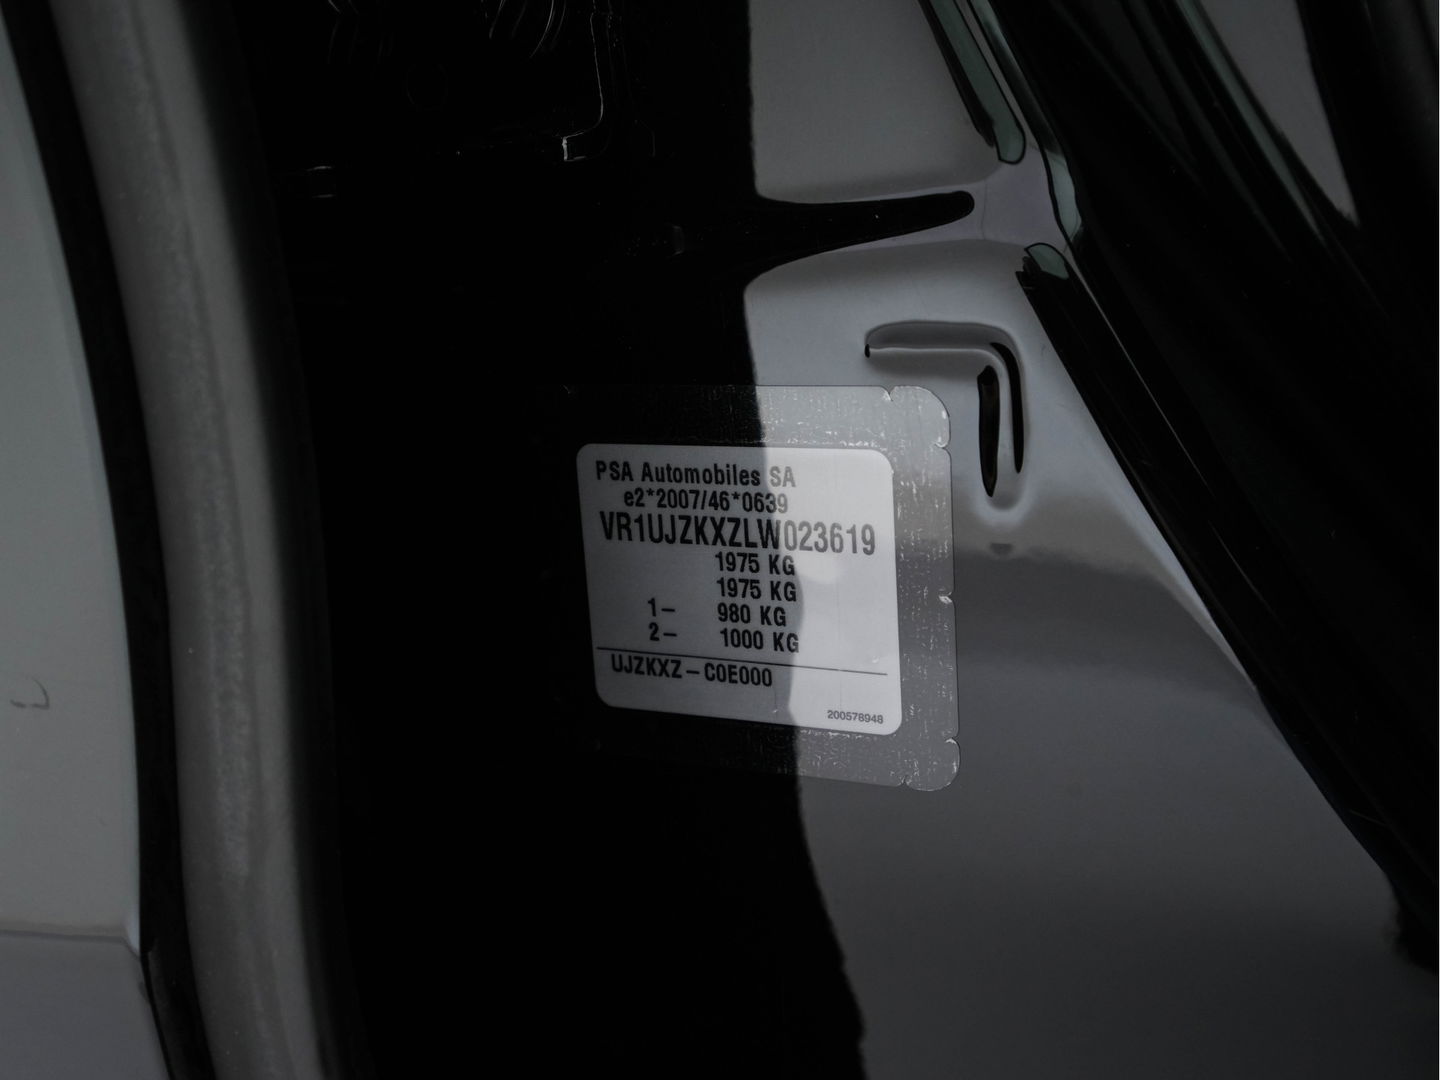 PSA Automobiles SA
e2*2007/46*0639
VR1UJZKXZLW023619
1975 KG
1975 KG
1– 980 KG
2– 1000 KG
UJZKXZ–C0E000
200578948